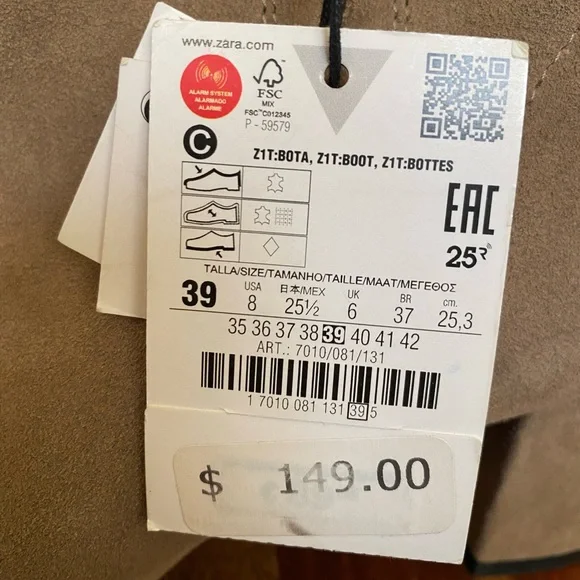 www.zara.com
ALARM SYSTEM
ALARMADO
ALARME
FSC
MIX
FSC™C012345
P - 59579
C
Z1T:BOTA, Z1T:BOOT, Z1T:BOTTES
EAC
25R
TALLA/SIZE/TAMANHO/TAILLE/MAAT/ΜΕΓΕΘΟΣ
39 USA 8 日本/MEX 25½ UK 6 BR 37 cm. 25,3
35 36 37 38 39 40 41 42
ART.: 7010/081/131
1 7010 081 131 39 5
$ 149.00